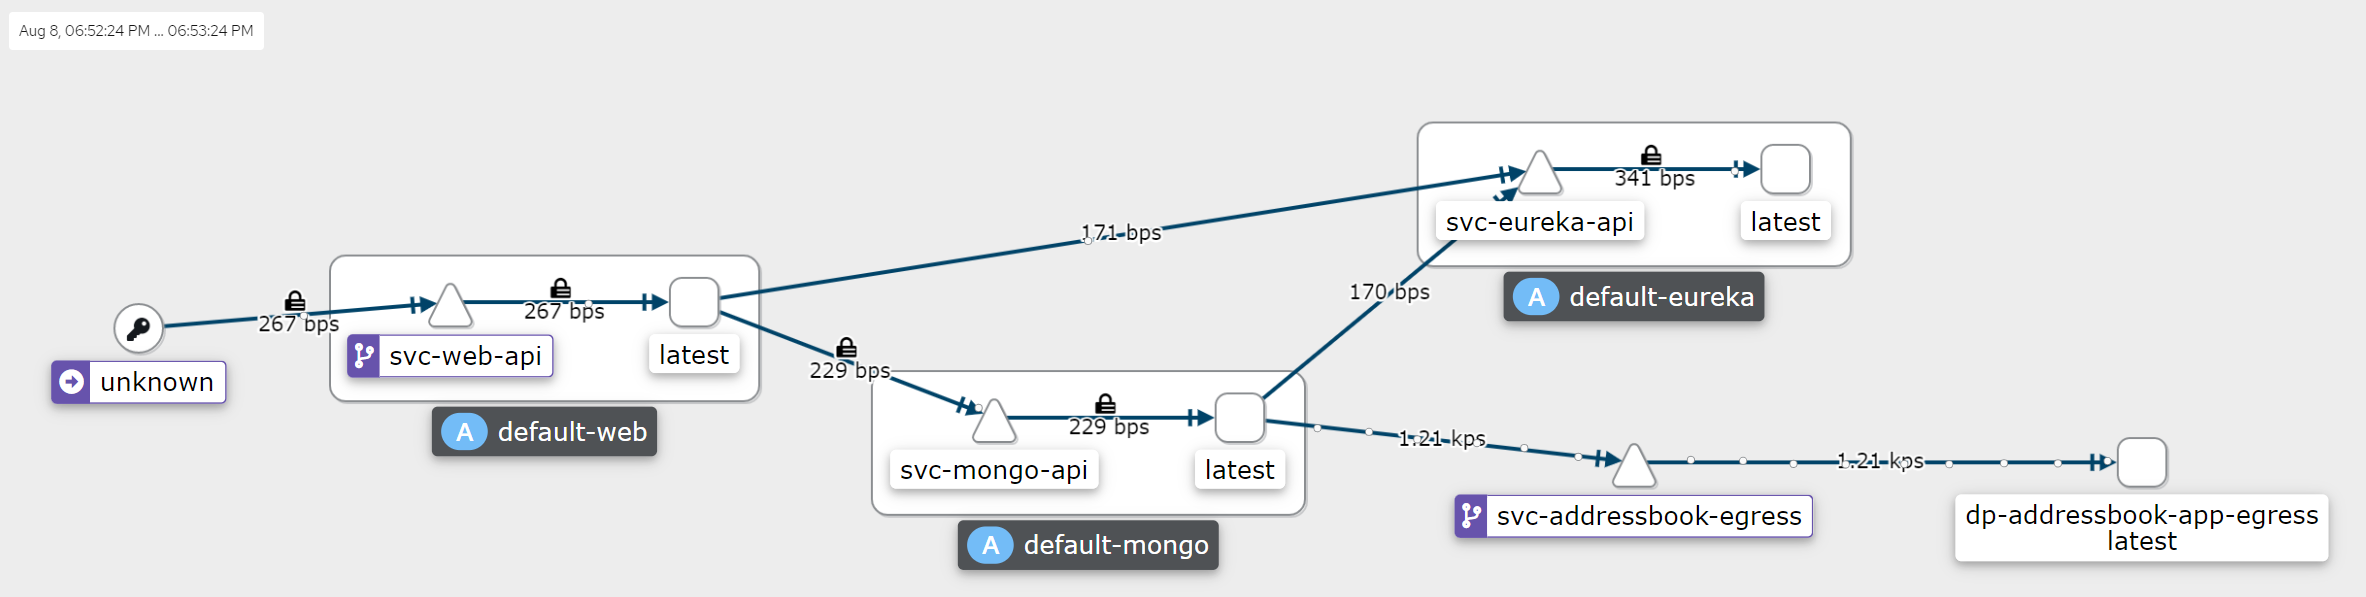 Aug 8, 06:52:24 PM ... 06:53:24 PM
267 bps
unknown
267 bps
svc-web-api
latest
A default-web
171 bps
229 bps
229 bps
svc-mongo-api
latest
A default-mongo
170 bps
341 bps
svc-eureka-api
latest
A default-eureka
1.21 kps
svc-addressbook-egress
1.21 kps
dp-addressbook-app-egress
latest